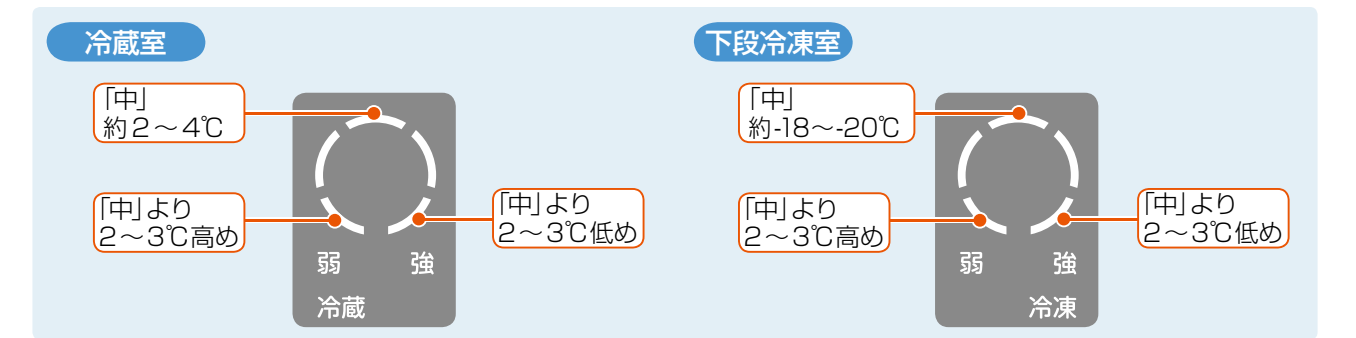 冷蔵室
「中」
約2～4℃
「中」より
2～3℃高め
「中」より
2～3℃低め
弱 強
冷蔵
下段冷凍室
「中」
約-18～-20℃
「中」より
2～3℃高め
「中」より
2～3℃低め
弱 強
冷凍